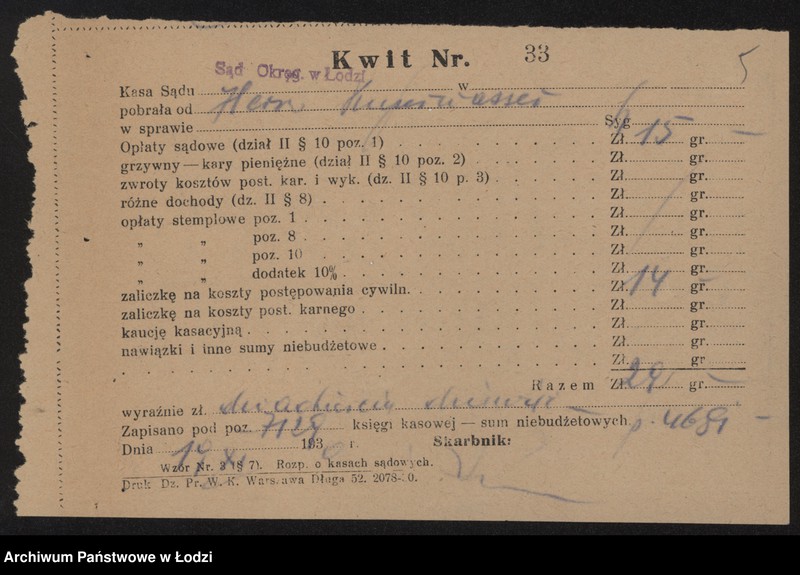 Kwit Nr. 33
5
Sąd Okręg. w Łodzi
Kasa Sądu w
pobrała od
w sprawie Syg
Opłaty sądowe (dział II § 10 poz. 1) Zł. 15 gr. —
grzywny — kary pieniężne (dział II § 10 poz. 2) Zł. gr.
zwroty kosztów post. kar. i wyk. (dz. II § 10 p. 3) Zł. gr.
różne dochody (dz. II § 8) Zł. gr.
opłaty stemplowe poz. 1 Zł. gr.
„ „ poz. 8 Zł. gr.
„ „ poz. 10 Zł. gr.
„ „ dodatek 10% Zł. gr.
zaliczkę na koszty postępowania cywiln. Zł. 14 gr. —
zaliczkę na koszty post. karnego Zł. gr.
kaucję kasacyjną Zł. gr.
nawiązki i inne sumy niebudżetowe Zł. gr.
Zł. gr
Razem Zł. 29 gr. —
wyraźnie zł. dwadzieścia dziewięć —
Zapisano pod poz. 7129 księgi kasowej — sum niebudżetowych.
Dnia 193 r. Skarbnik:
Wzór Nr. 3 (§ 7). Rozp. o kasach sądowych.
Druk Dz. Pr. W. K. Warszawa Długa 52. 2078-30.
Archiwum Państwowe w Łodzi